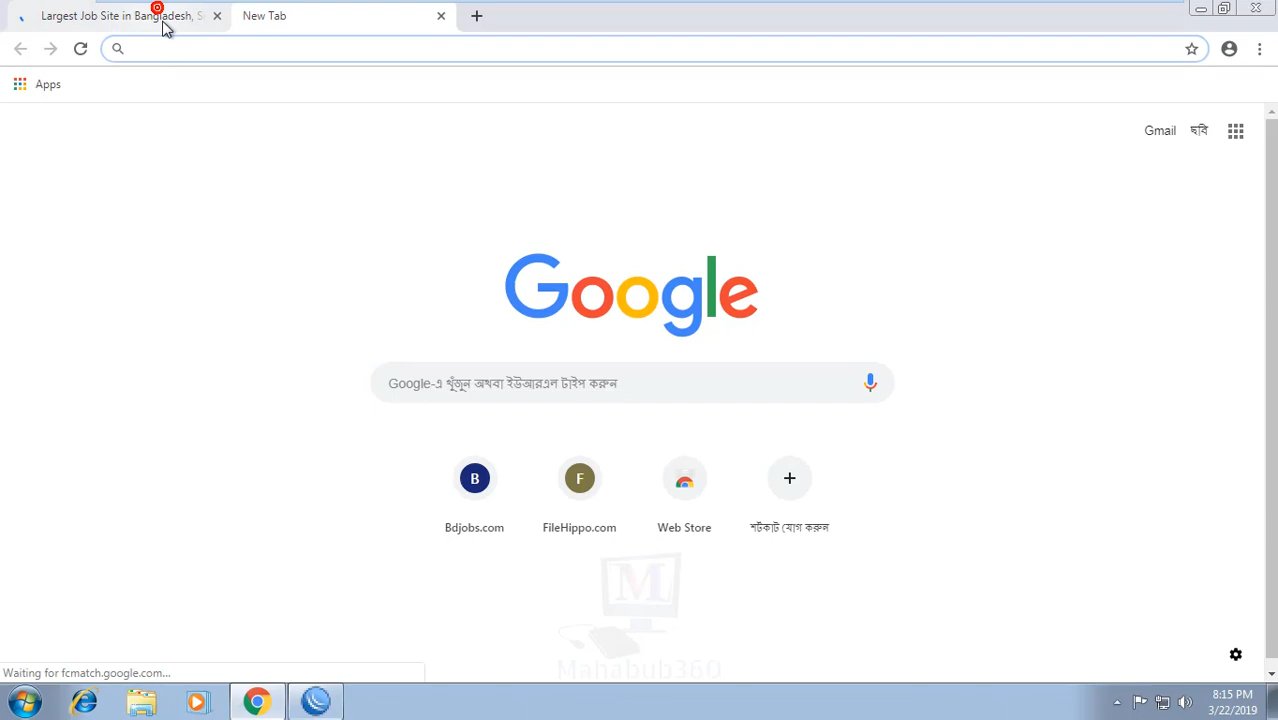 Largest Job Site in Bangladesh, S
New Tab
Apps
Gmail
ছবি
Google
Google-এ খুঁজুন অথবা ইউআরএল টাইপ করুন
B
F
Bdjobs.com
FileHippo.com
Web Store
শর্টকাট যোগ করুন
M
Mahabub360
Waiting for fcmatch.google.com...
8:15 PM
3/22/2019